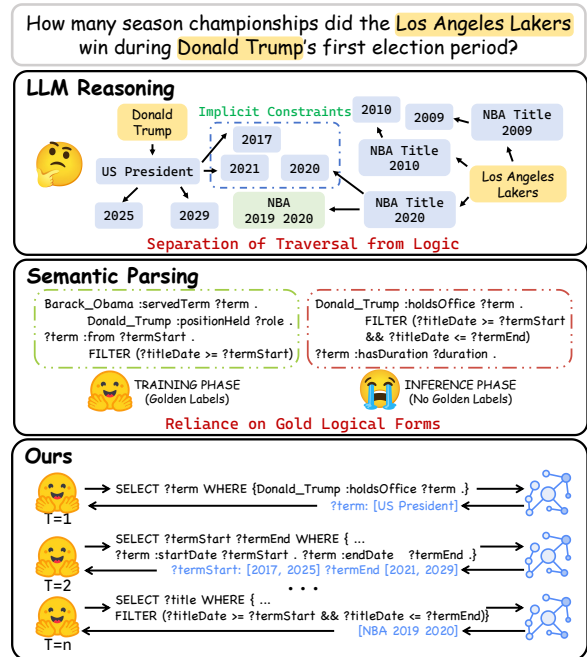 How many season championships did the Los Angeles Lakers
win during Donald Trump's first election period?
LLM Reasoning
Donald
Trump
US President
2025
2029
Implicit Constraints
2017
2021
2020
NBA
2019 2020
2010
2009
NBA Title
2009
NBA Title
2010
NBA Title
2020
Los Angeles
Lakers
Separation of Traversal from Logic
Semantic Parsing
Barack_Obama :servedTerm ?term .
Donald_Trump :positionHeld ?role .
?term :from ?termStart .
FILTER (?titleDate >= ?termStart)
Donald_Trump :holdsOffice ?term .
FILTER (?titleDate >= ?termStart
&& ?titleDate <= ?termEnd)
?term :hasDuration ?duration .
TRAINING PHASE
(Golden Labels)
INFERENCE PHASE
(No Golden Labels)
Reliance on Gold Logical Forms
Ours
SELECT ?term WHERE {Donald_Trump :holdsOffice ?term .}
?term: [US President]
T=1
SELECT ?termStart ?termEnd WHERE { ...
?term :startDate ?termStart . ?term :endDate ?termEnd .}
?termStart: [2017, 2025] ?termEnd [2021, 2029]
T=2
...
SELECT ?title WHERE { ...
FILTER (?titleDate >= ?termStart && ?titleDate <= ?termEnd)}
[NBA 2019 2020]
T=n